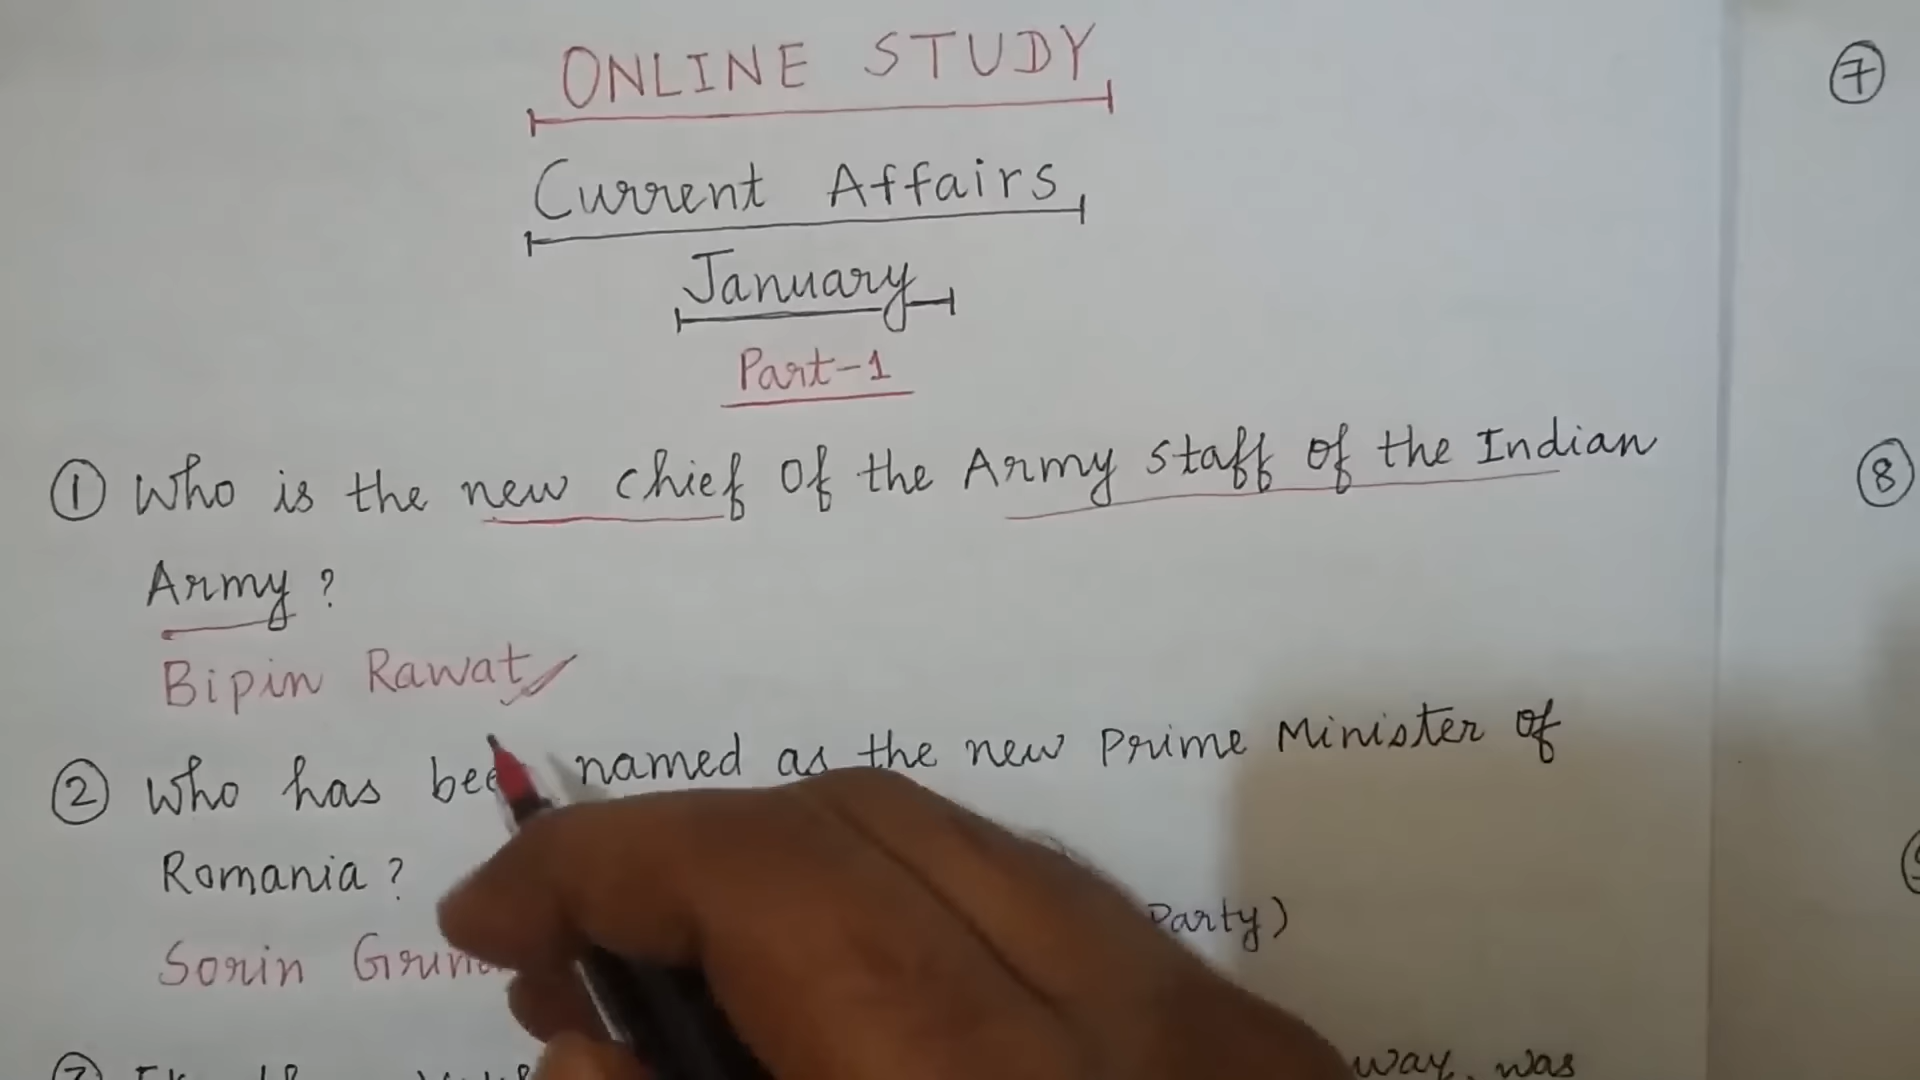 ONLINE STUDY
Current Affairs
January
Part-1
① Who is the new chief of the Army staff of the Indian
Army?
Bipin Rawat
② Who has been named as the new Prime Minister of
Romania?
Party)
Sorin
way, was
⑦
⑧